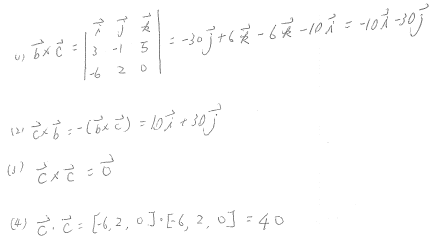 (1) b⃗ × c⃗ = | i⃗ j⃗ k⃗ ; 3 -1 5 ; -6 2 0 | = -30j⃗ + 6k⃗ - 6k⃗ - 10i⃗ = -10i⃗ - 30j⃗
(2) c⃗ × b⃗ = -(b⃗ × c⃗) = 10i⃗ + 30j⃗
(3) c⃗ × c⃗ = 0⃗
(4) c⃗ · c⃗ = [-6, 2, 0] · [-6, 2, 0] = 40